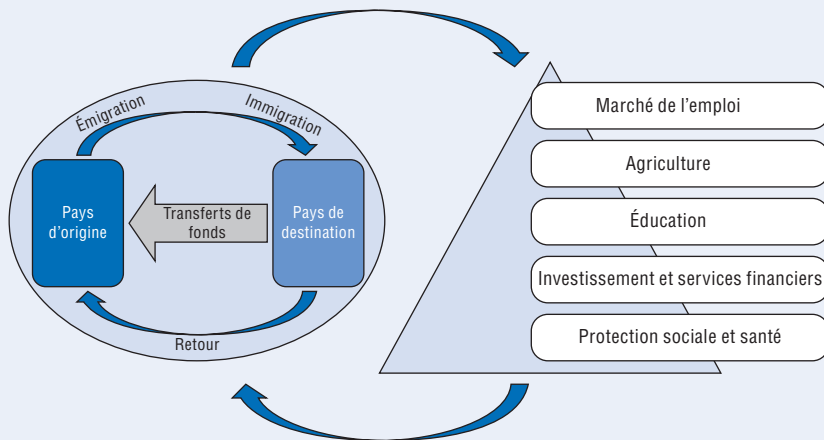 Émigration
Immigration
Pays
d'origine
Transferts de
fonds
Pays de
destination
Retour
Marché de l'emploi
Agriculture
Éducation
Investissement et services financiers
Protection sociale et santé